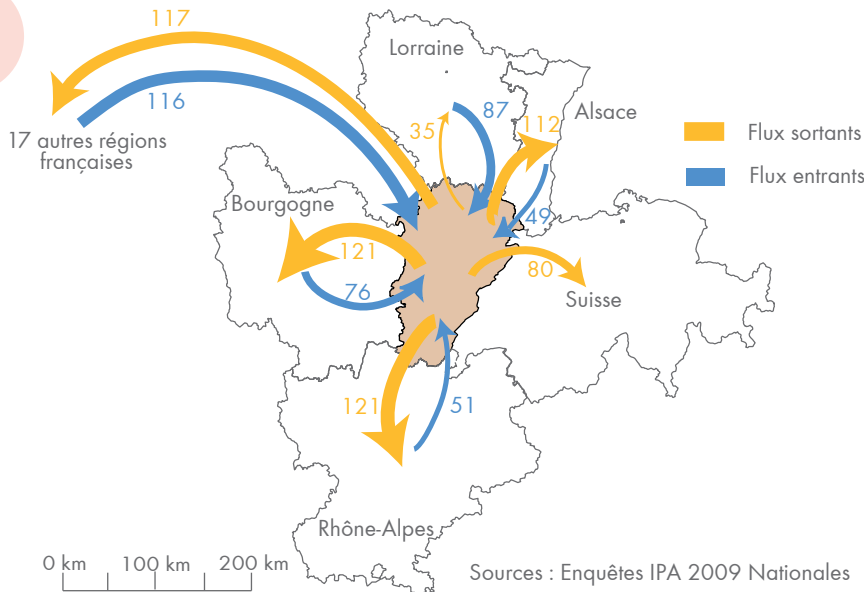 117
Lorraine
116
87
35
112
Alsace
17 autres régions
françaises
Flux sortants
Flux entrants
Bourgogne
49
121
80
76
Suisse
121
51
Rhône-Alpes
0 km 100 km 200 km
Sources : Enquêtes IPA 2009 Nationales